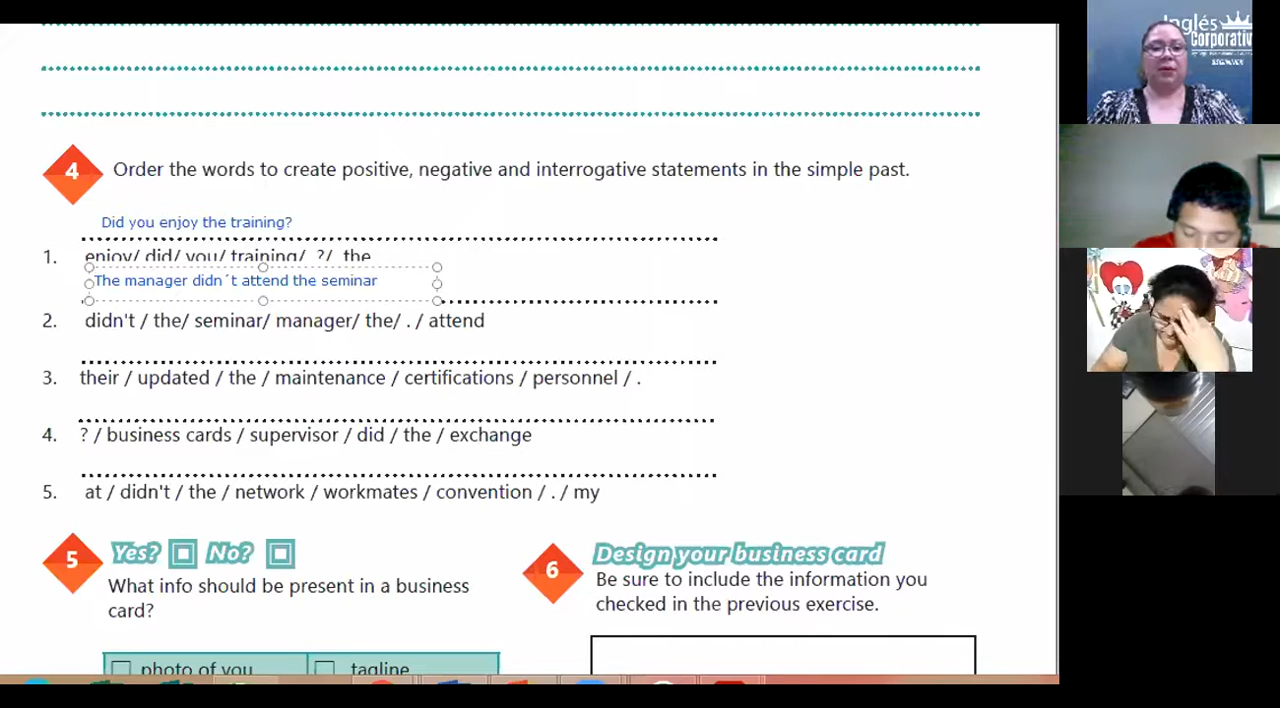 Inglés
Corporativ
4 Order the words to create positive, negative and interrogative statements in the simple past.
Did you enjoy the training?
1. enjoy/ did/ you/ training/ ?/ the
The manager didn´t attend the seminar
2. didn't / the/ seminar/ manager/ the/ . / attend
3. their / updated / the / maintenance / certifications / personnel / .
4. ? / business cards / supervisor / did / the / exchange
5. at / didn't / the / network / workmates / convention / . / my
5 Yes? No?
What info should be present in a business
card?
photo of you
tagline
6 Design your business card
Be sure to include the information you
checked in the previous exercise.